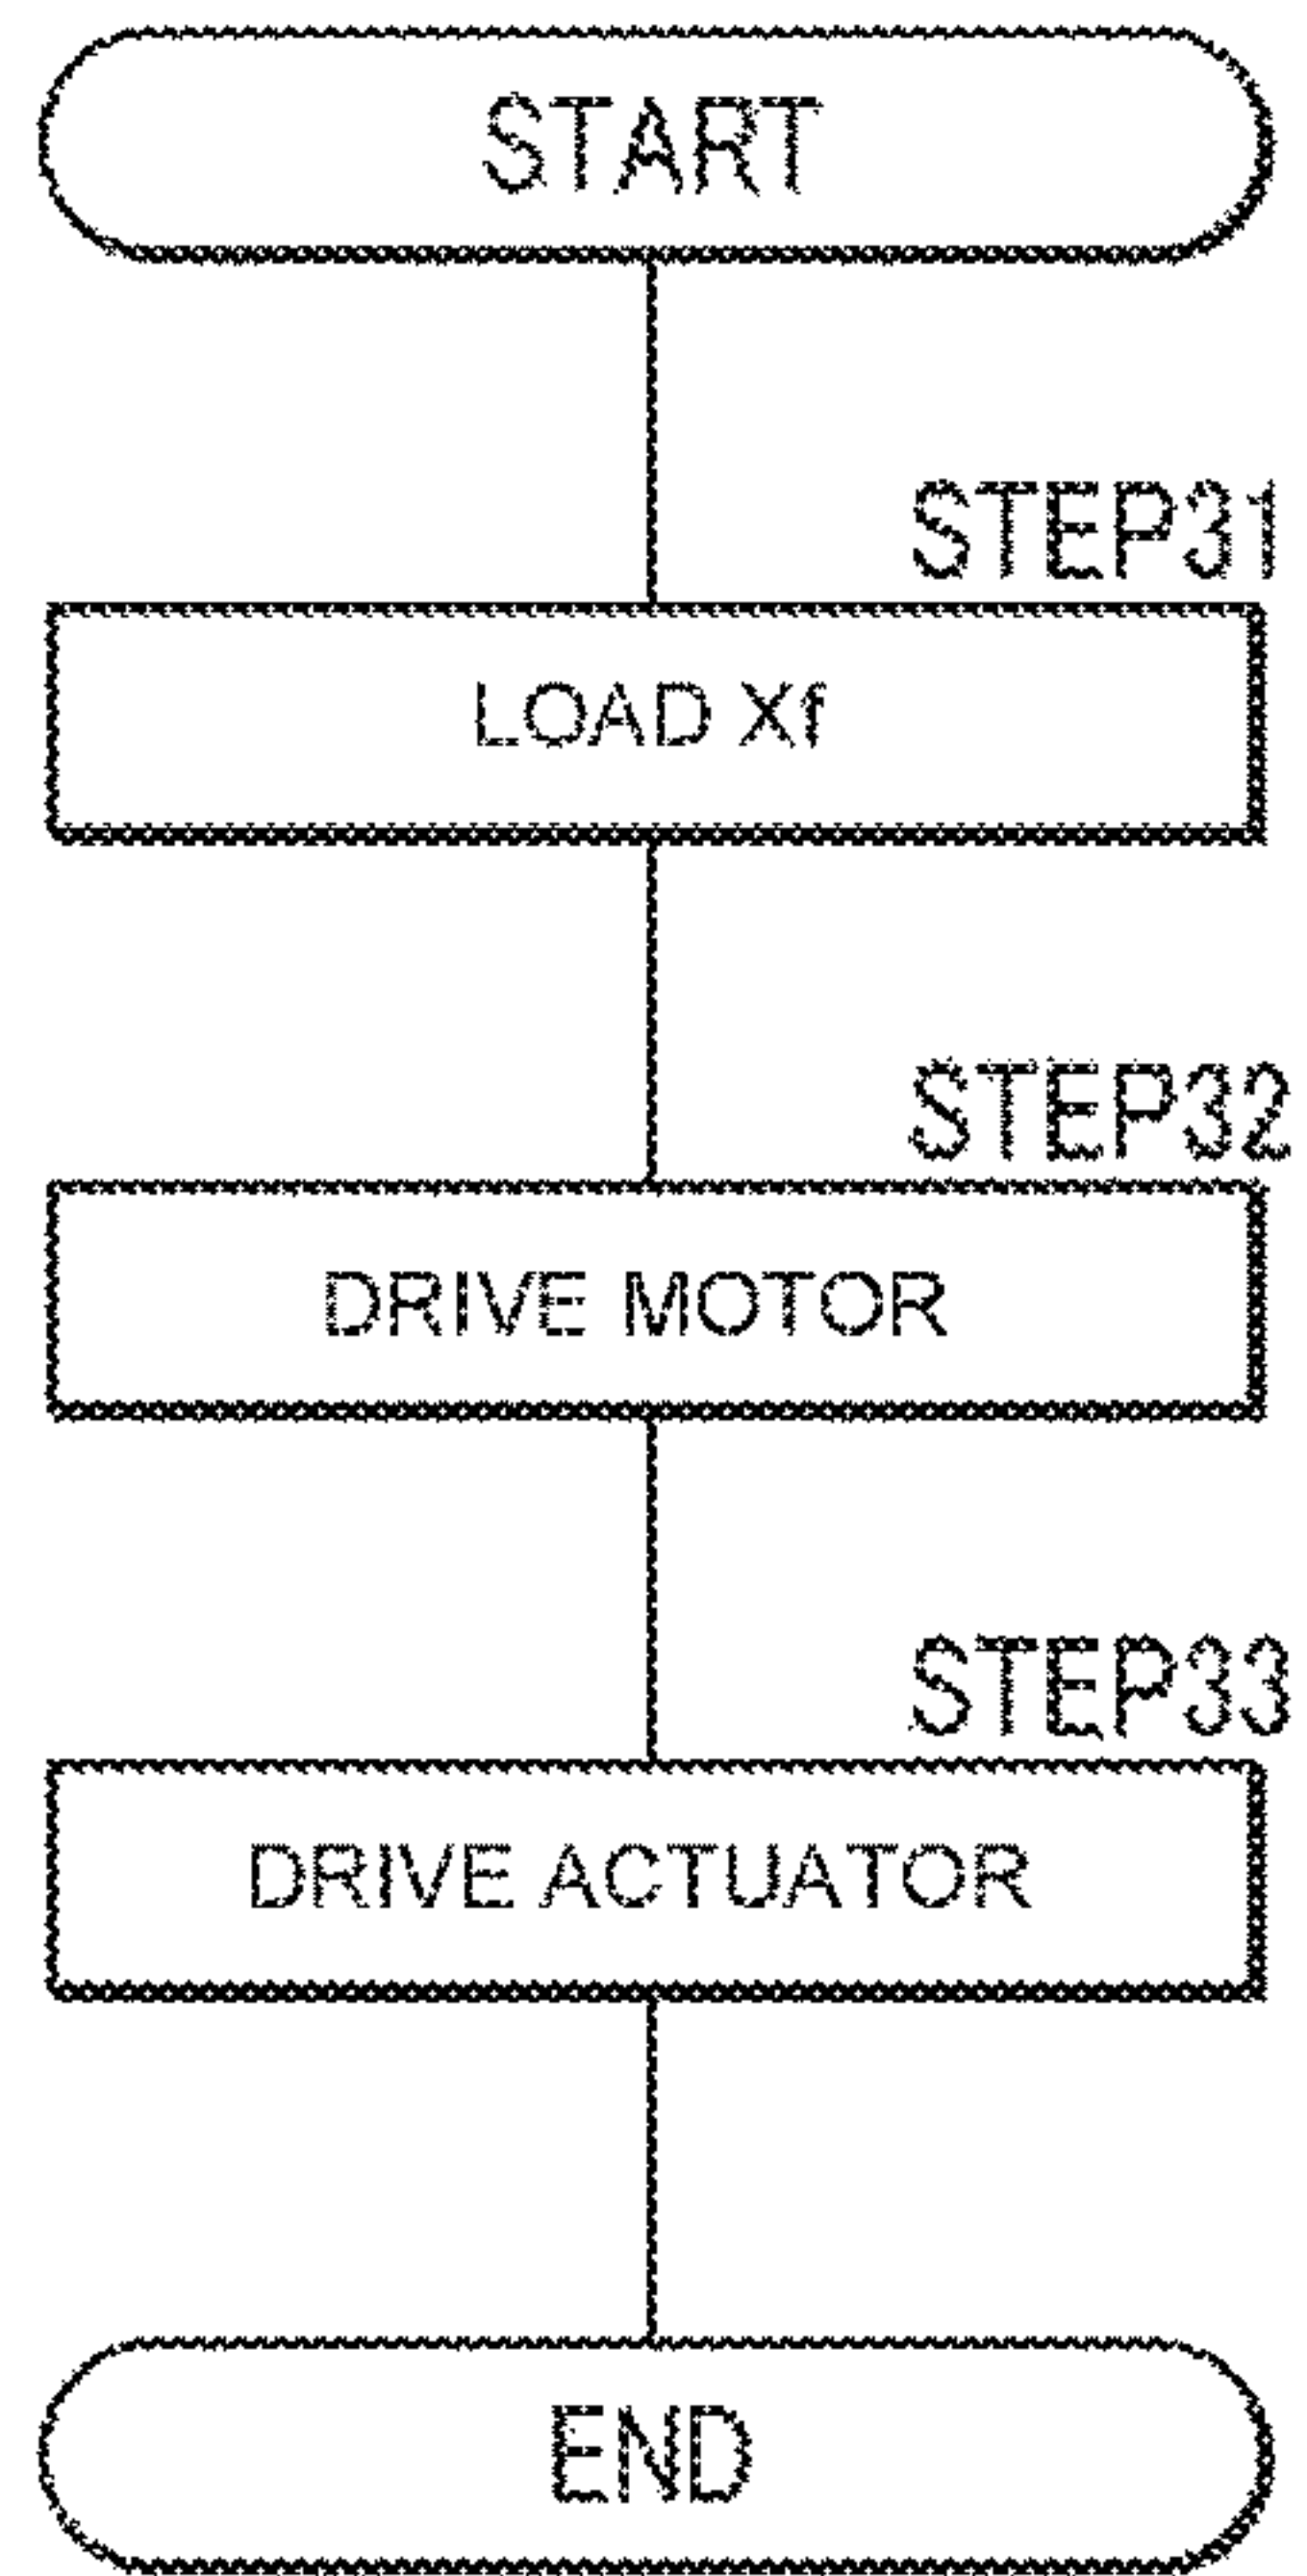 START
STEP31
LOAD Xf
STEP32
DRIVE MOTOR
STEP33
DRIVE ACTUATOR
END